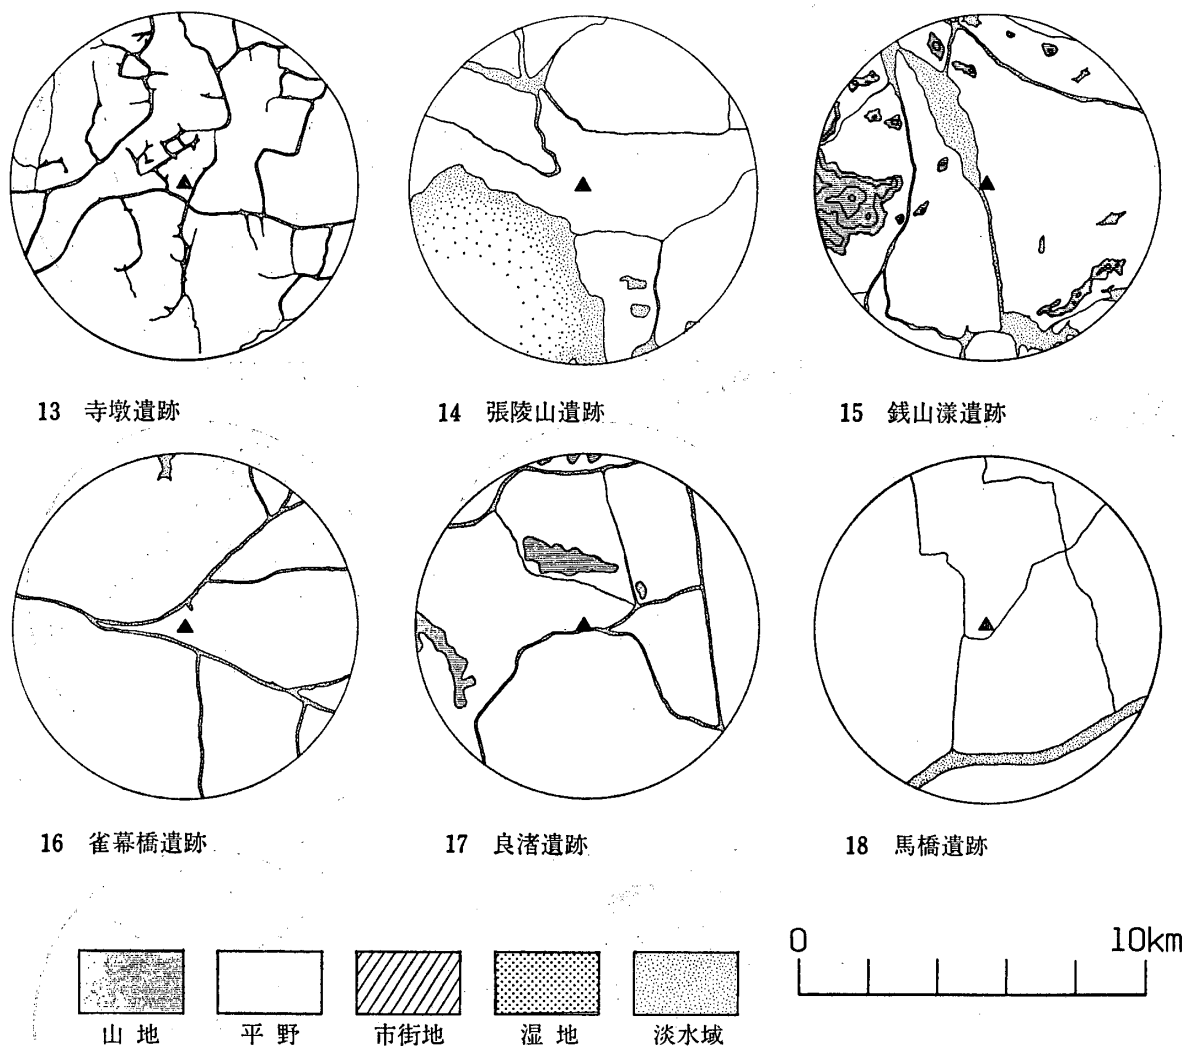 13 寺墩遺跡
14 張陵山遺跡
15 銭山漾遺跡
16 雀幕橋遺跡
17 良渚遺跡
18 馬橋遺跡
山地
平野
市街地
湿地
淡水域
0 10km